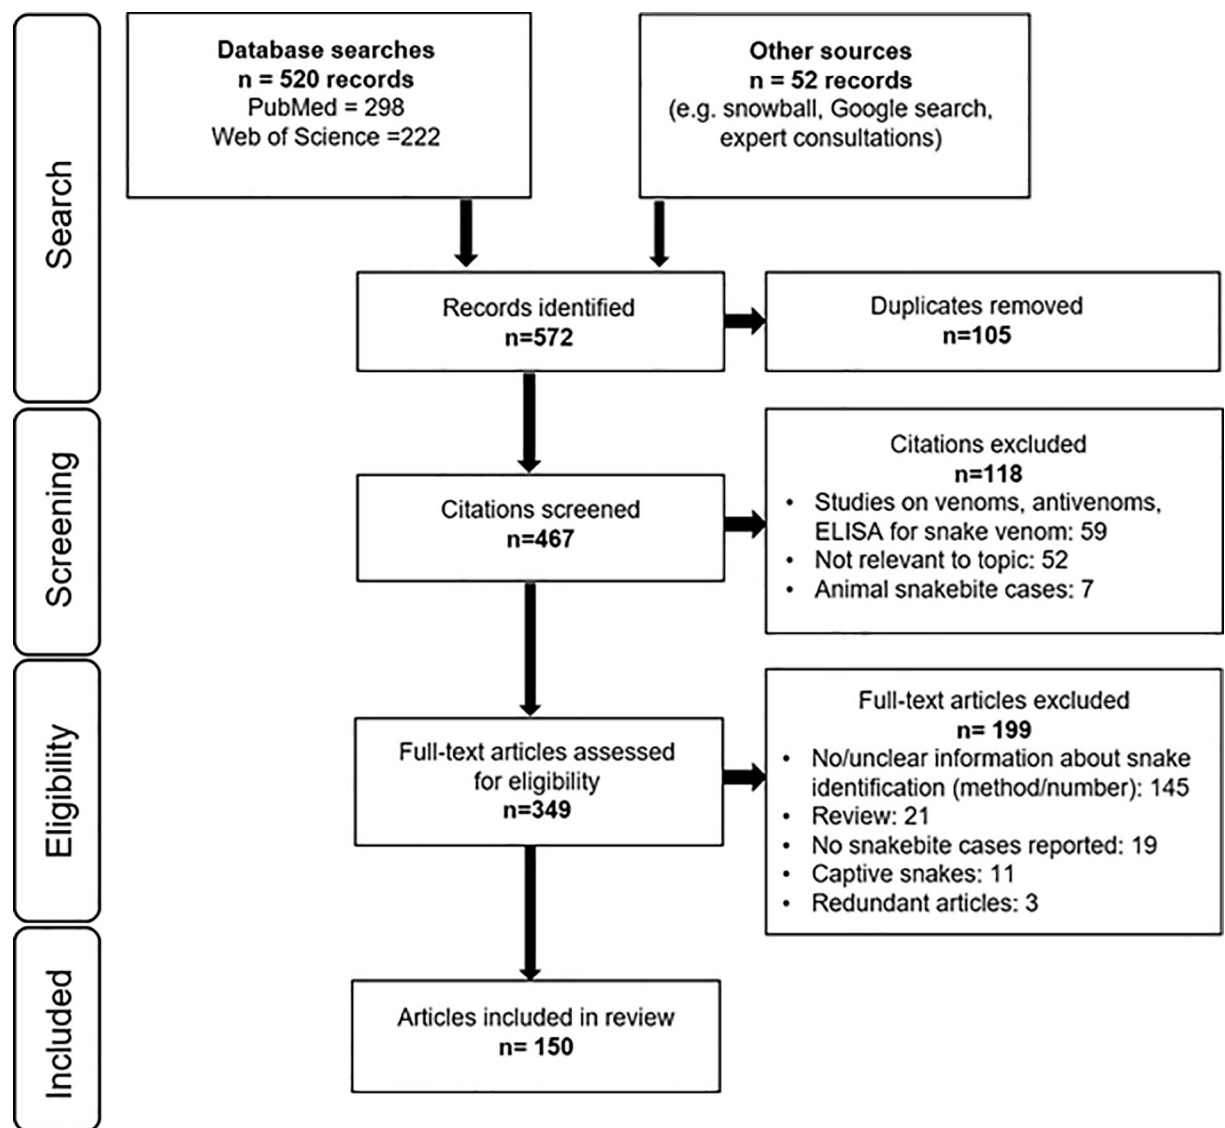 Search
Database searches
n = 520 records
PubMed = 298
Web of Science =222
Other sources
n = 52 records
(e.g. snowball, Google search,
expert consultations)
Records identified
n=572
Duplicates removed
n=105
Screening
Citations screened
n=467
Citations excluded
n=118
• Studies on venoms, antivenoms,
ELISA for snake venom: 59
• Not relevant to topic: 52
• Animal snakebite cases: 7
Eligibility
Full-text articles assessed
for eligibility
n=349
Full-text articles excluded
n= 199
• No/unclear information about snake
identification (method/number): 145
• Review: 21
• No snakebite cases reported: 19
• Captive snakes: 11
• Redundant articles: 3
Included
Articles included in review
n= 150